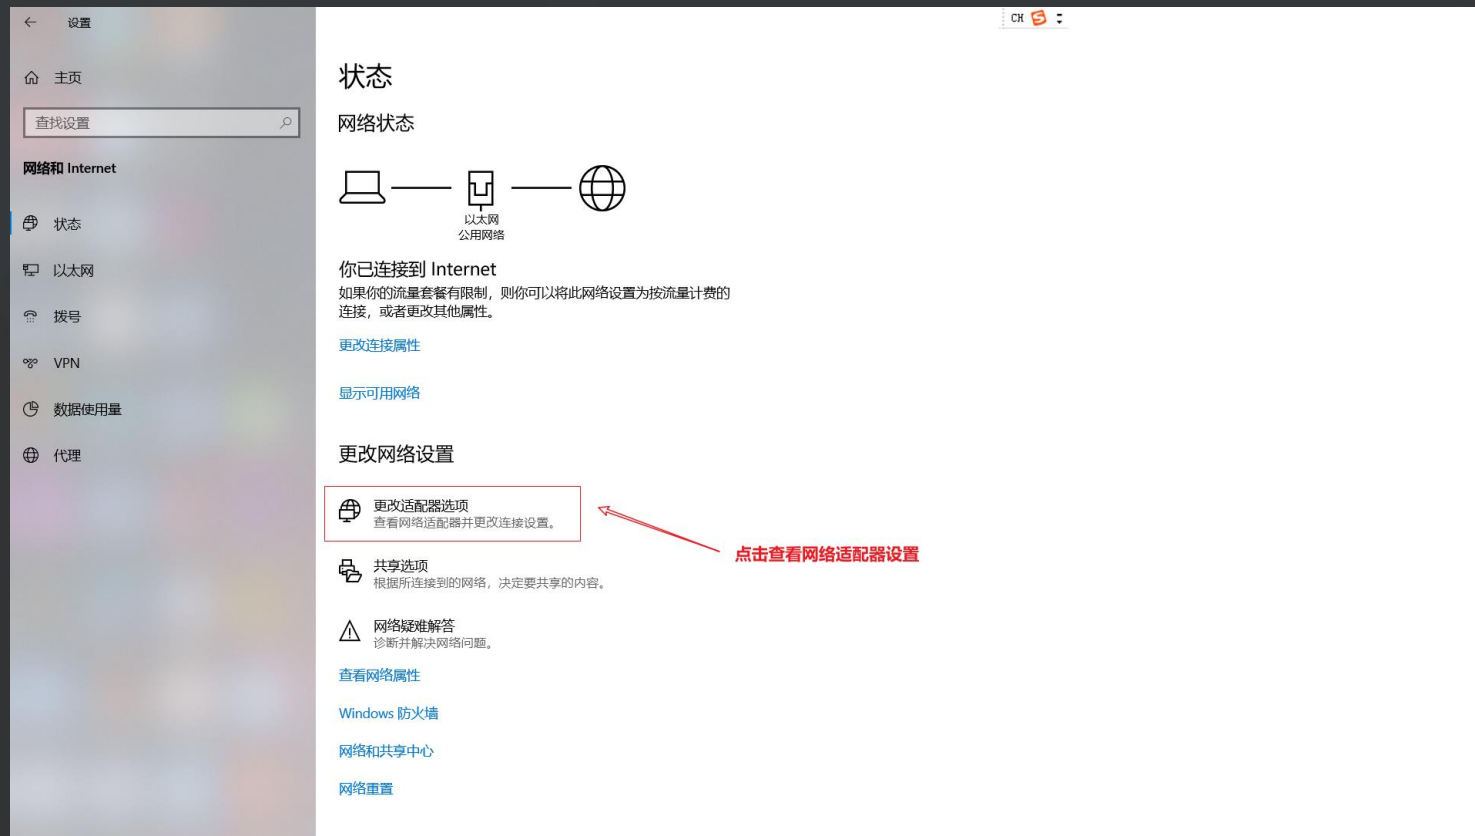 设置
CH
主页
查找设置
网络和 Internet
状态
以太网
拨号
VPN
数据使用量
代理
状态
网络状态
以太网
公用网络
你已连接到 Internet
如果你的流量套餐有限制，则你可以将此网络设置为按流量计费的
连接，或者更改其他属性。
更改连接属性
显示可用网络
更改网络设置
更改适配器选项
查看网络适配器并更改连接设置。
点击查看网络适配器设置
共享选项
根据所连接到的网络，决定要共享的内容。
网络疑难解答
诊断并解决网络问题。
查看网络属性
Windows 防火墙
网络和共享中心
网络重置